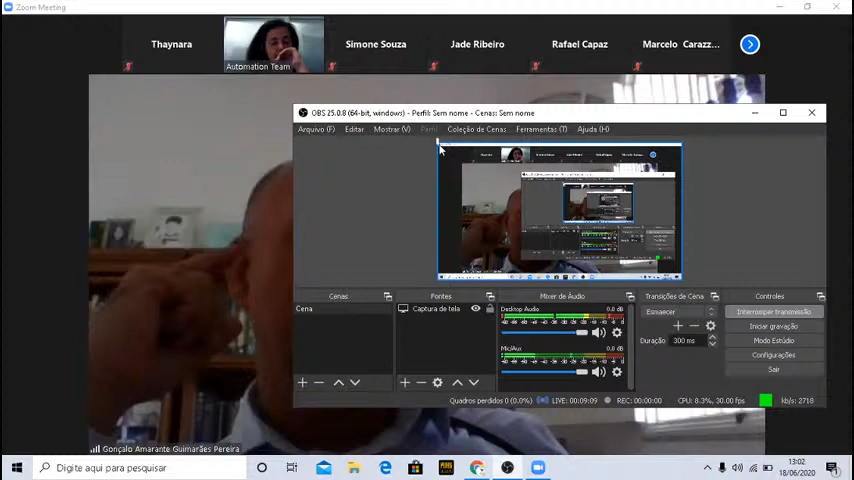 Zoom Meeting
Thaynara
Automation Team
Simone Souza
Jade Ribeiro
Rafael Capaz
Marcelo Carazz...
OBS 25.0.8 (64-bit, windows) - Perfil: Sem nome - Cenas: Sem nome
Arquivo (F) Editar Mostrar (V) Perfil Coleção de Cenas Ferramentas (T) Ajuda (H)
Cenas
Fontes
Mixer de Áudio
Transições de Cena
Controles
Cena
Captura de tela
Desktop Audio 0.0 dB
Mic/Aux 0.0 dB
Esmaecer
Duração 300 ms
Interromper transmissão
Iniciar gravação
Modo Estúdio
Configurações
Sair
Quadros perdidos 0 (0.0%) LIVE: 00:09:09 REC: 00:00:00 CPU: 8.3%, 30.00 fps kb/s: 2718
Gonçalo Amarante Guimarães Pereira
Digite aqui para pesquisar
13:02
18/06/2020